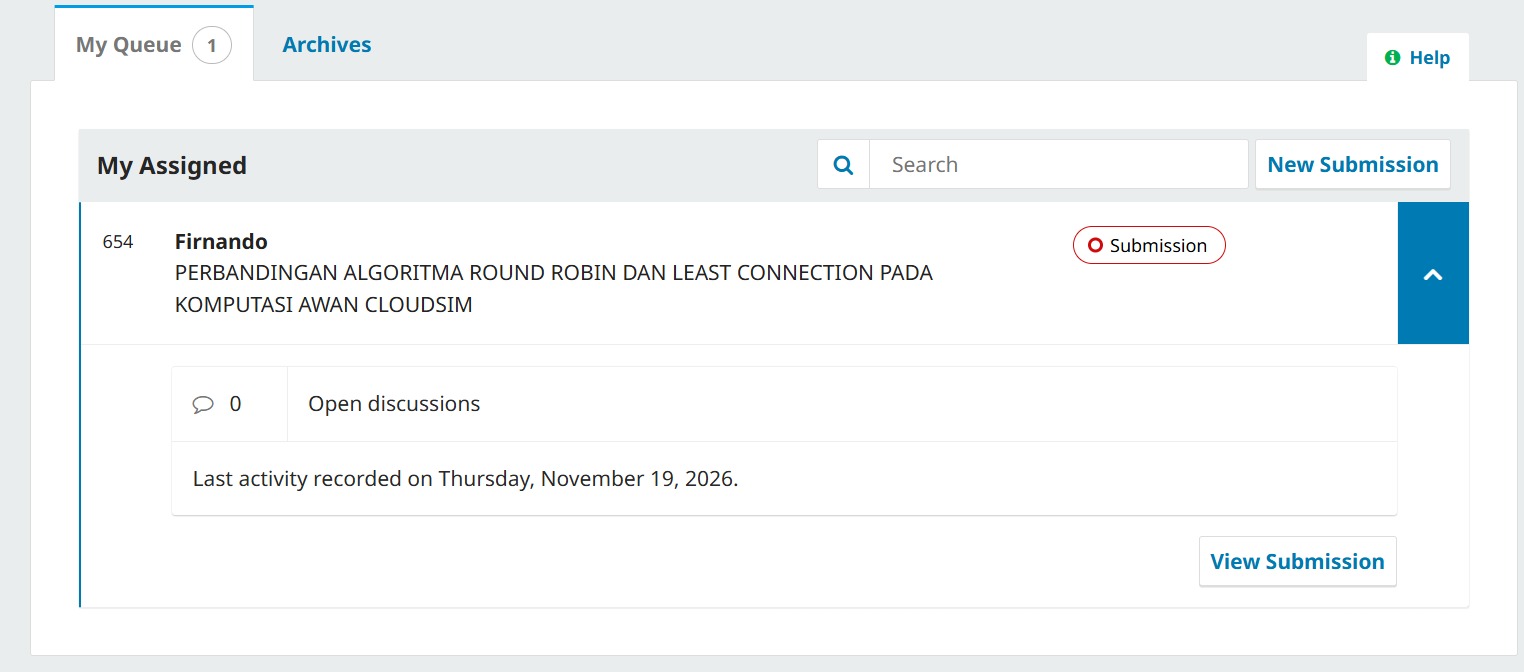 My Queue 1 Archives
Help
My Assigned
Search
New Submission
654
Firnando
Submission
PERBANDINGAN ALGORITMA ROUND ROBIN DAN LEAST CONNECTION PADA
KOMPUTASI AWAN CLOUDSIM
0 Open discussions
Last activity recorded on Thursday, November 19, 2026.
View Submission